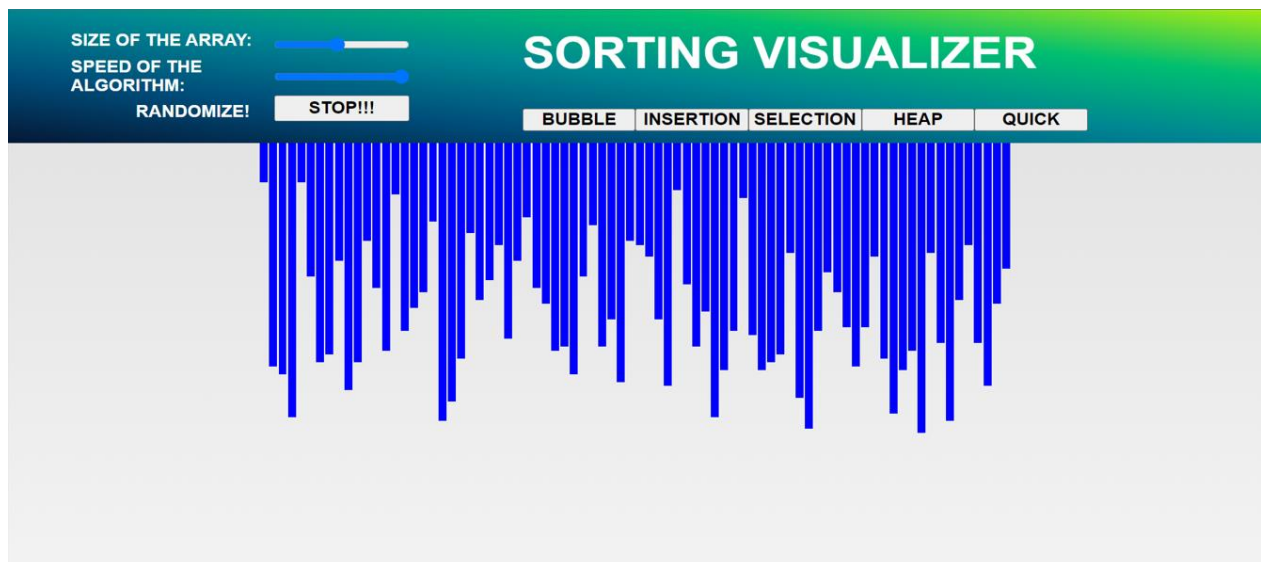 SIZE OF THE ARRAY:
SPEED OF THE
ALGORITHM:
RANDOMIZE!
STOP!!!
SORTING VISUALIZER
BUBBLE
INSERTION
SELECTION
HEAP
QUICK